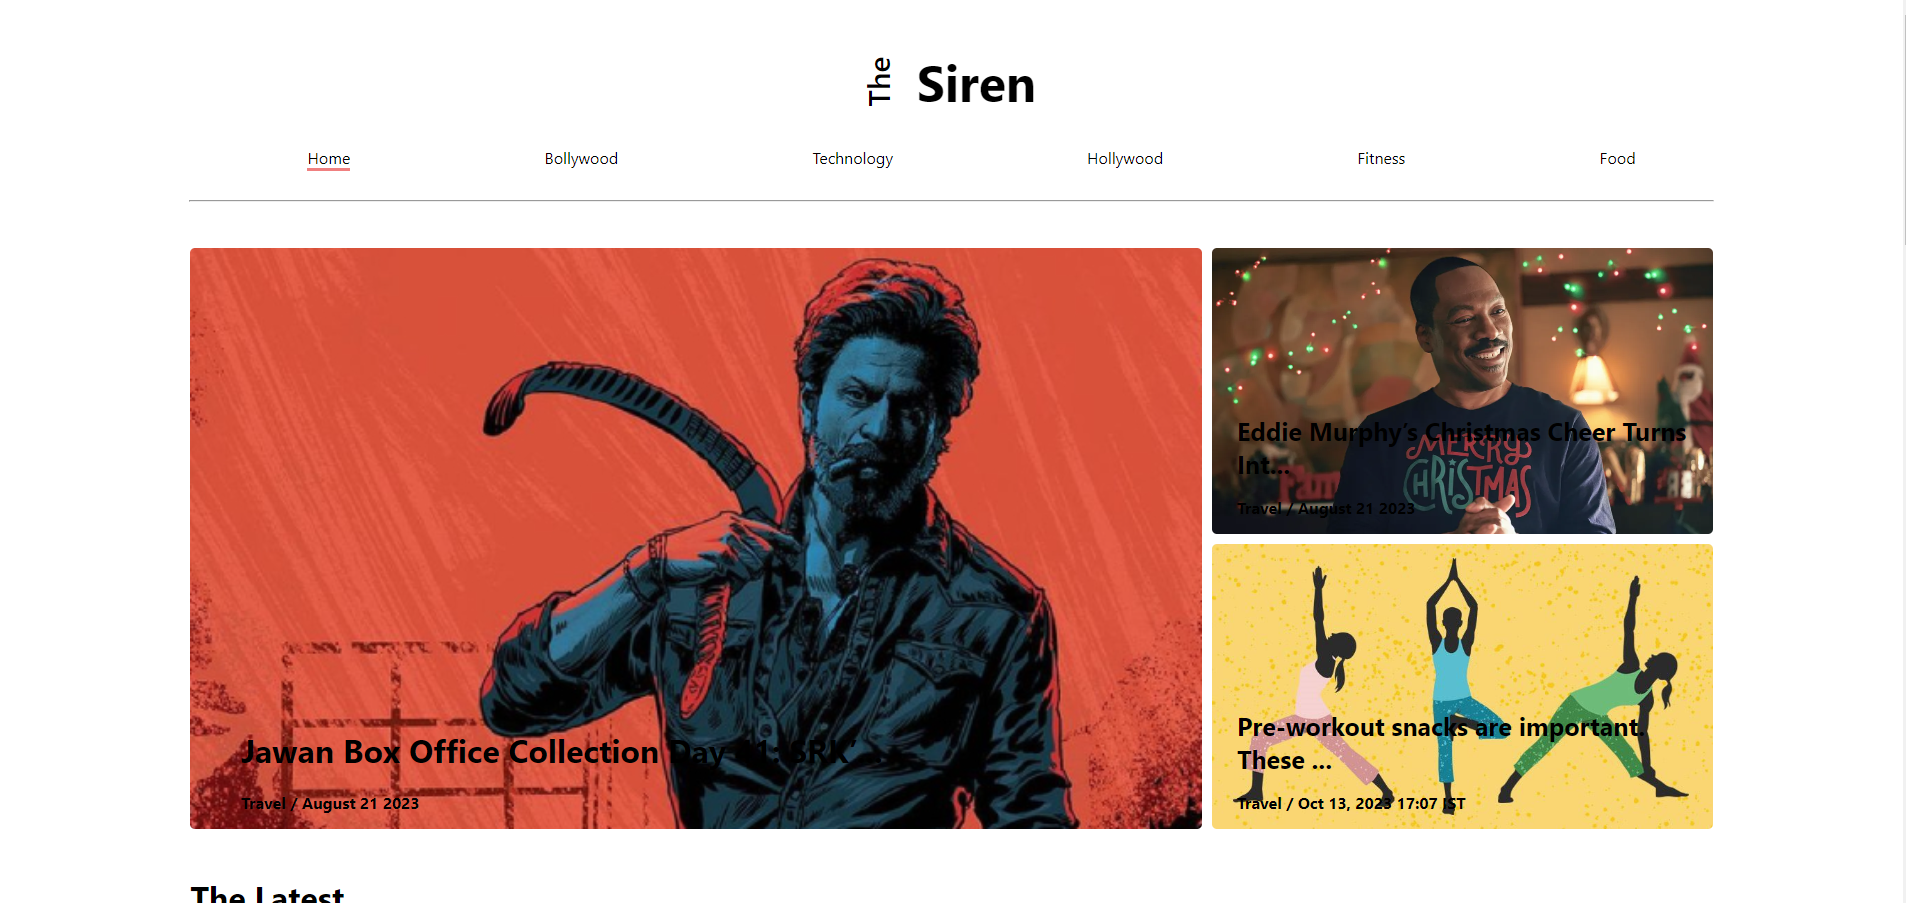 The Siren
Home Bollywood Technology Hollywood Fitness Food
Jawan Box Office Collection Day SRK'
Travel / August 21 2023
Eddie Murphy's Christmas Cheer Turns
Int...
MERRY
CHRISTMAS
Travel / August 21 2023
Pre-workout snacks are important.
These ...
Travel / Oct 13, 2023 17:07 IST
The Latest